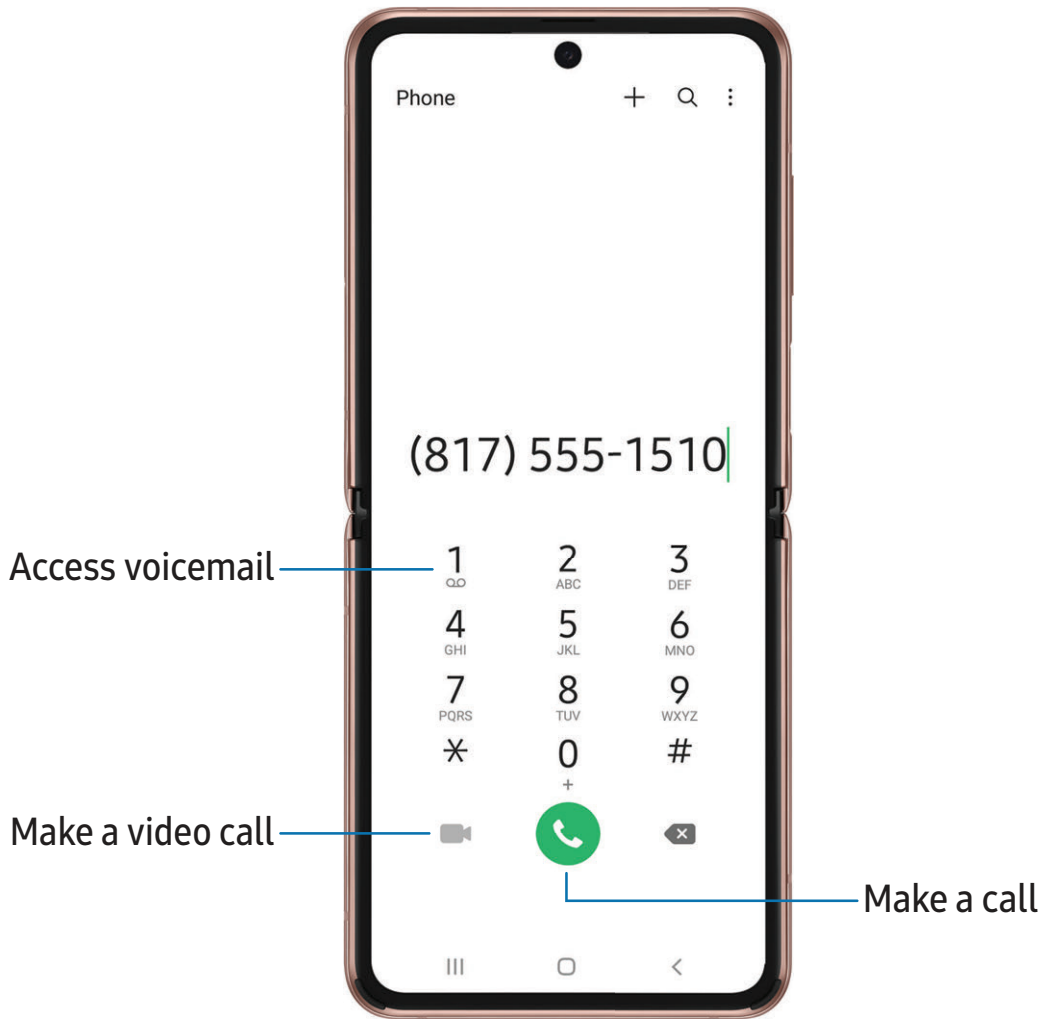 Phone
(817) 555-1510
Access voicemail
1 2 3
ABC DEF
4 5 6
GHI JKL MNO
7 8 9
PQRS TUV WXYZ
* 0 #
+
Make a video call
Make a call